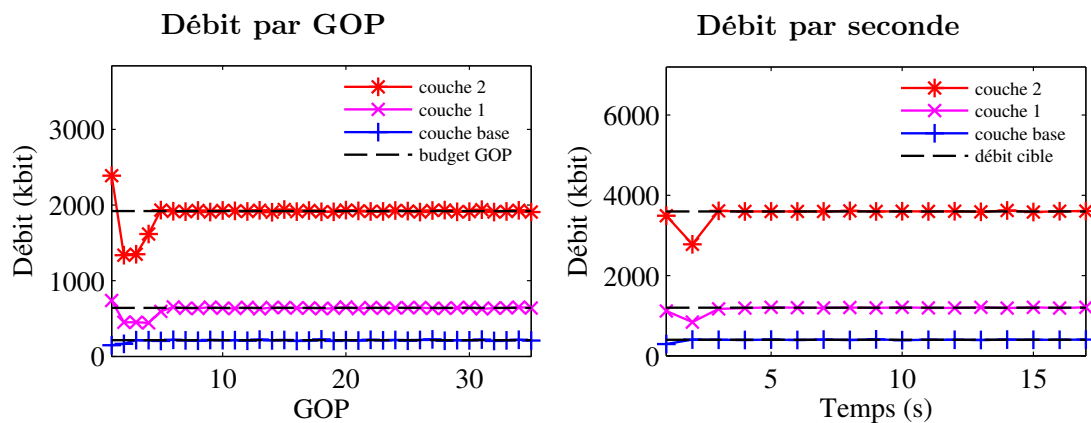 Débit par GOP
couche 2
couche 1
couche base
budget GOP
3000
2000
1000
0
10
20
30
Débit (kbit)
GOP
Débit par seconde
couche 2
couche 1
couche base
débit cible
6000
4000
2000
0
5
10
15
Débit (kbit)
Temps (s)